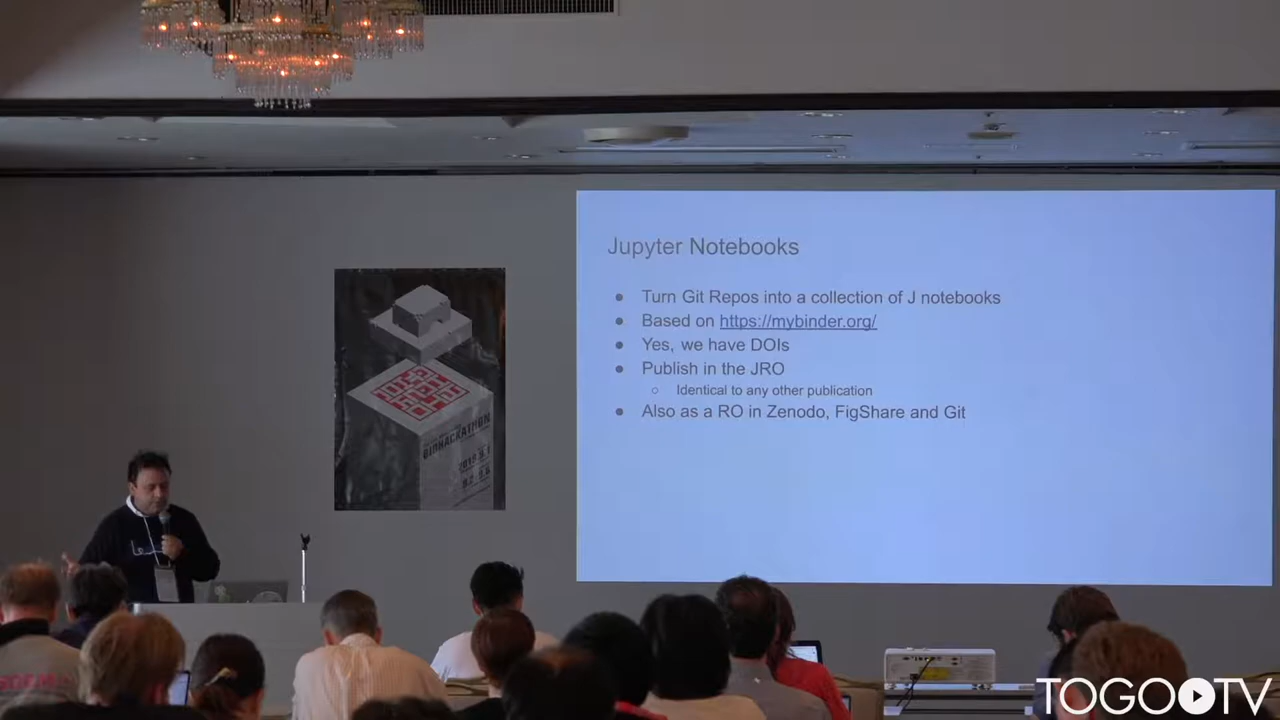 Jupyter Notebooks
● Turn Git Repos into a collection of J notebooks
● Based on https://mybinder.org/
● Yes, we have DOIs
● Publish in the JRO
○ Identical to any other publication
● Also as a RO in Zenodo, FigShare and Git
BIOHACKATHON
TOGOTV